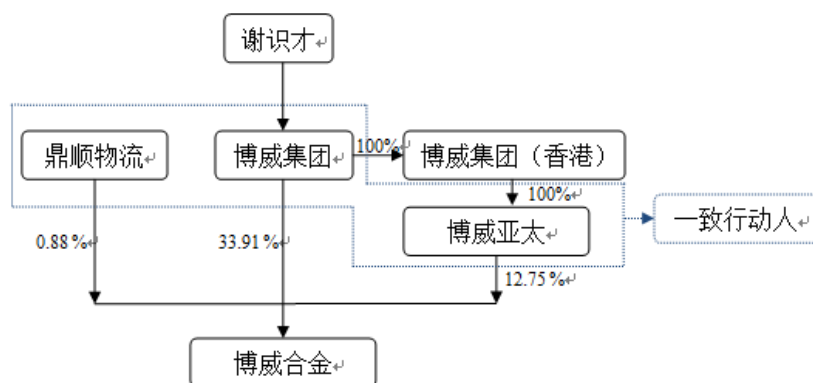 谢识才
鼎顺物流
博威集团
100%
博威集团（香港）
100%
一致行动人
博威亚太
0.88%
33.91%
12.75%
博威合金